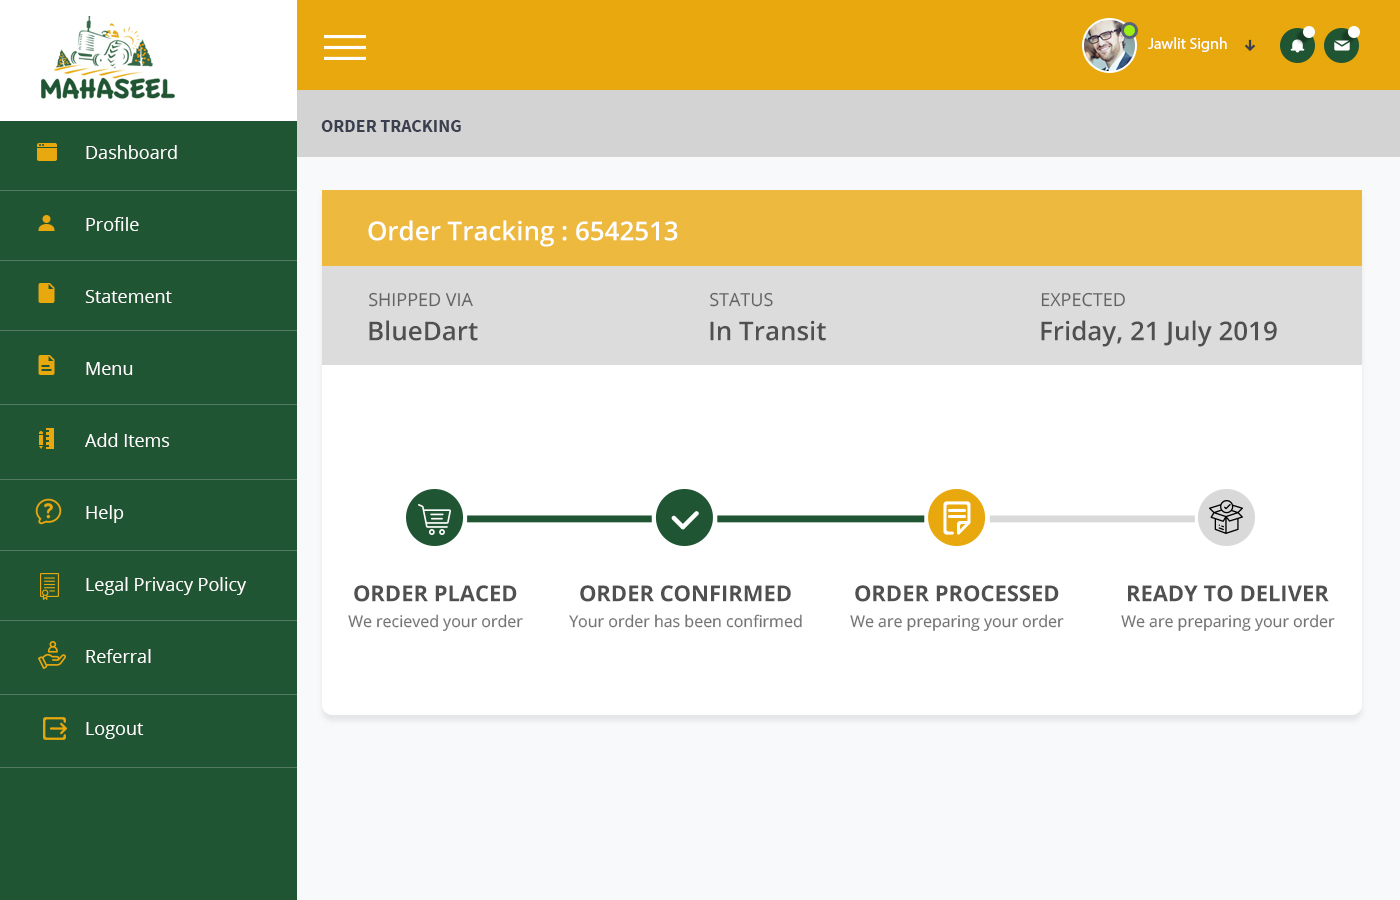 MAHASEEL
Jawlit Signh
ORDER TRACKING
Dashboard
Profile
Statement
Menu
Add Items
Help
Legal Privacy Policy
Referral
Logout
Order Tracking : 6542513
SHIPPED VIA
BlueDart
STATUS
In Transit
EXPECTED
Friday, 21 July 2019
ORDER PLACED
We recieved your order
ORDER CONFIRMED
Your order has been confirmed
ORDER PROCESSED
We are preparing your order
READY TO DELIVER
We are preparing your order